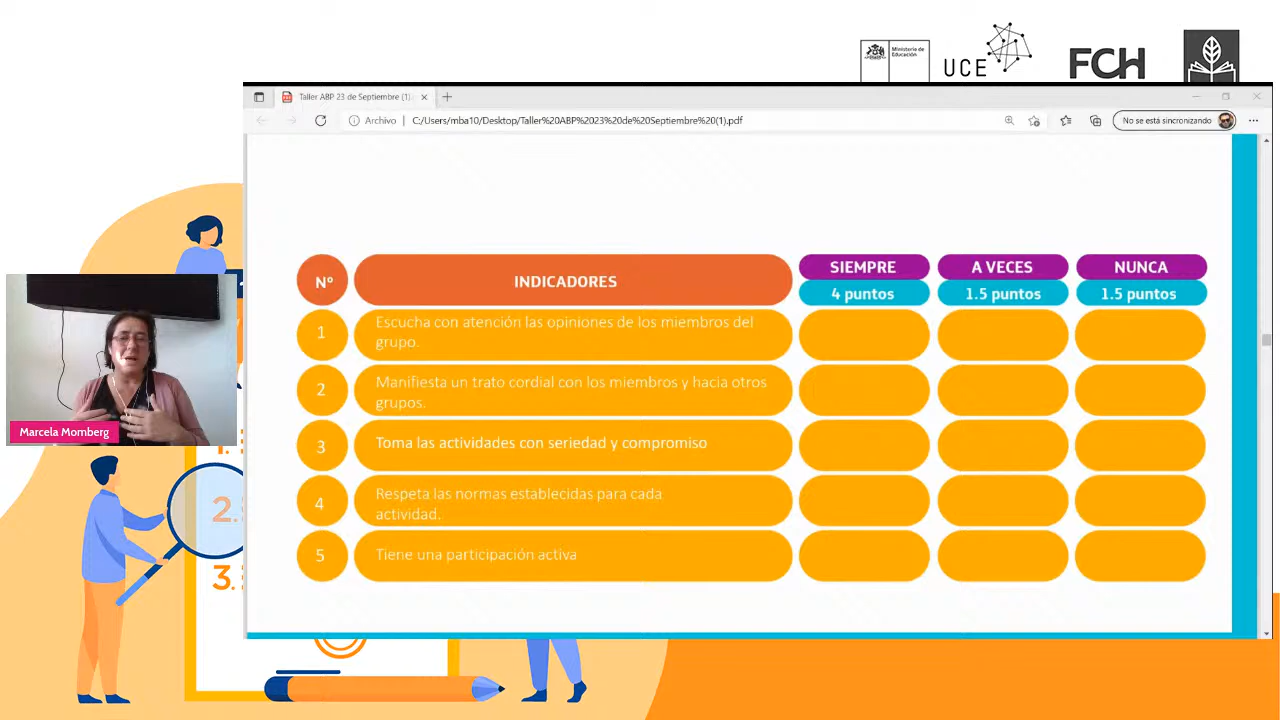 Ministerio de
Educación
UCE
FCH
Taller ABP 23 de Septiembre (1)
Archivo
C:/Users/mba10/Desktop/Taller%20ABP%2023%20de%20Septiembre%20(1).pdf
No se está sincronizando
Nº
INDICADORES
SIEMPRE
A VECES
NUNCA
4 puntos
1.5 puntos
1.5 puntos
1
Escucha con atención las opiniones de los miembros del
grupo.
2
Manifiesta un trato cordial con los miembros y hacia otros
grupos.
3
Toma las actividades con seriedad y compromiso
4
Respeta las normas establecidas para cada
actividad.
5
Tiene una participación activa
Marcela Momberg
2.
3.